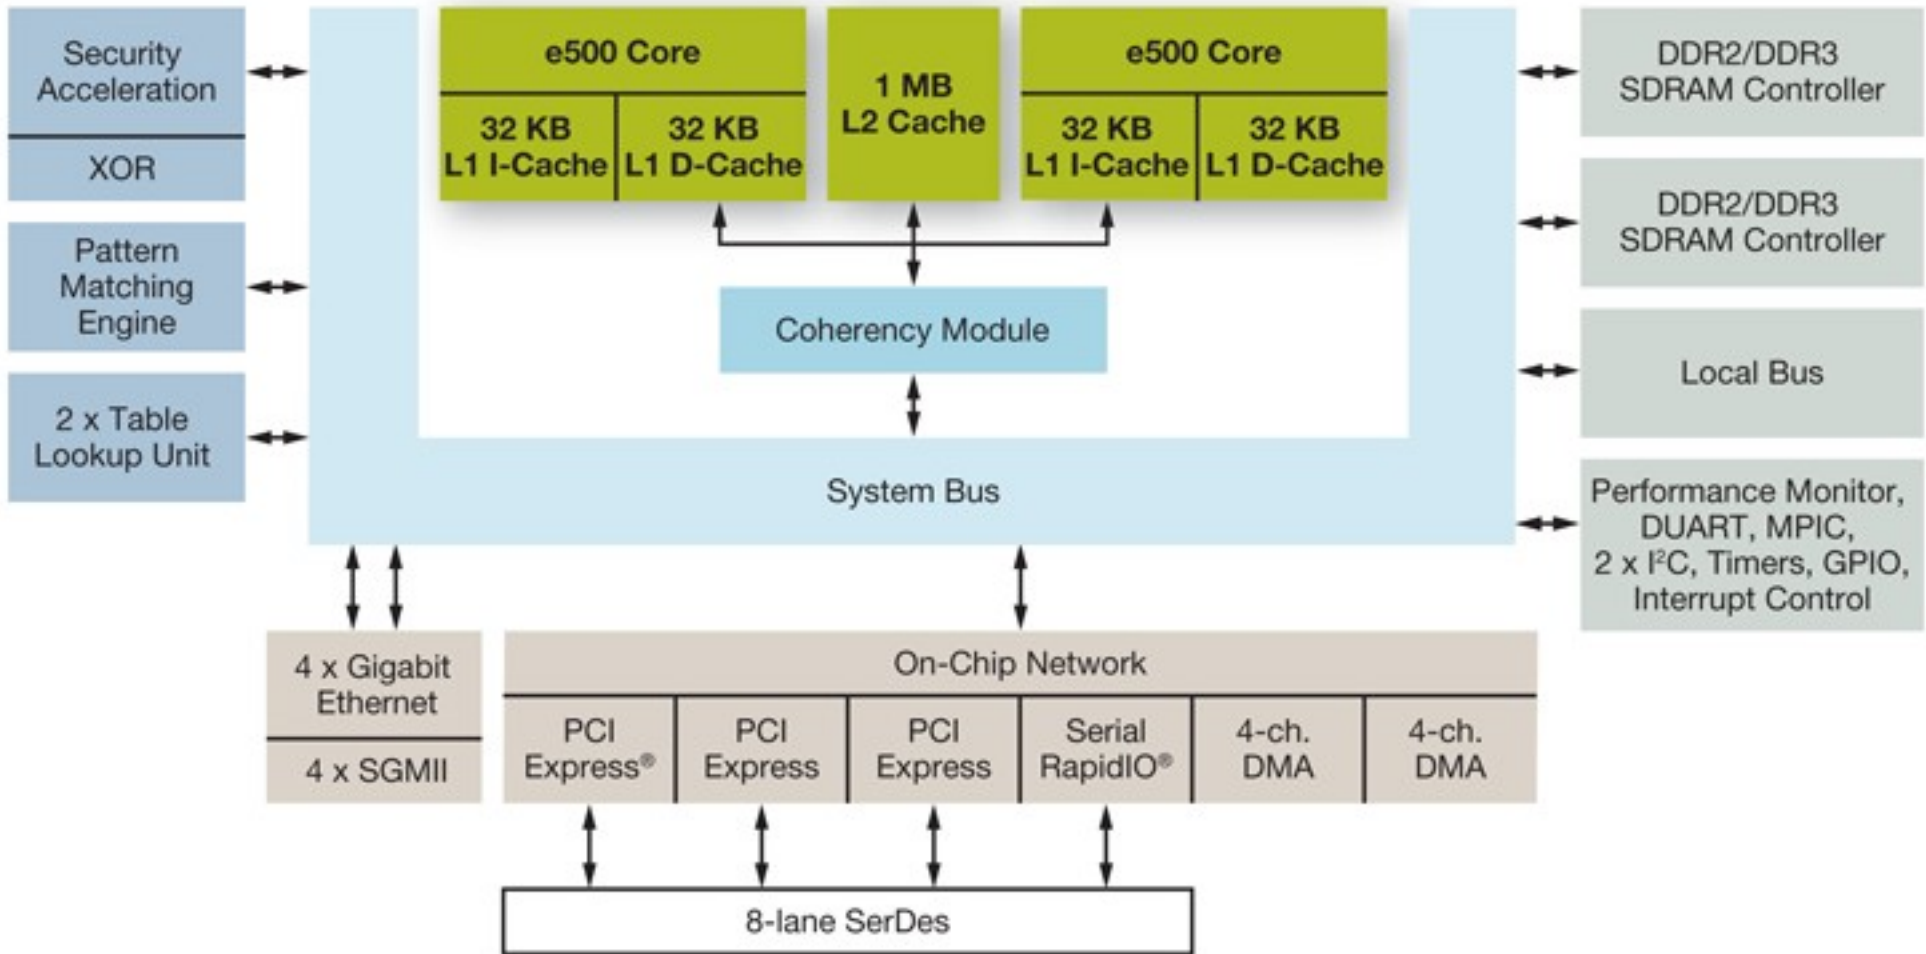 Security
Acceleration
XOR
Pattern
Matching
Engine
2 x Table
Lookup Unit
e500 Core
32 KB
L1 I-Cache
32 KB
L1 D-Cache
1 MB
L2 Cache
e500 Core
32 KB
L1 I-Cache
32 KB
L1 D-Cache
Coherency Module
System Bus
DDR2/DDR3
SDRAM Controller
DDR2/DDR3
SDRAM Controller
Local Bus
Performance Monitor,
DUART, MPIC,
2 x I²C, Timers, GPIO,
Interrupt Control
4 x Gigabit
Ethernet
4 x SGMII
On-Chip Network
PCI
Express®
PCI
Express
PCI
Express
Serial
RapidIO®
4-ch.
DMA
4-ch.
DMA
8-lane SerDes